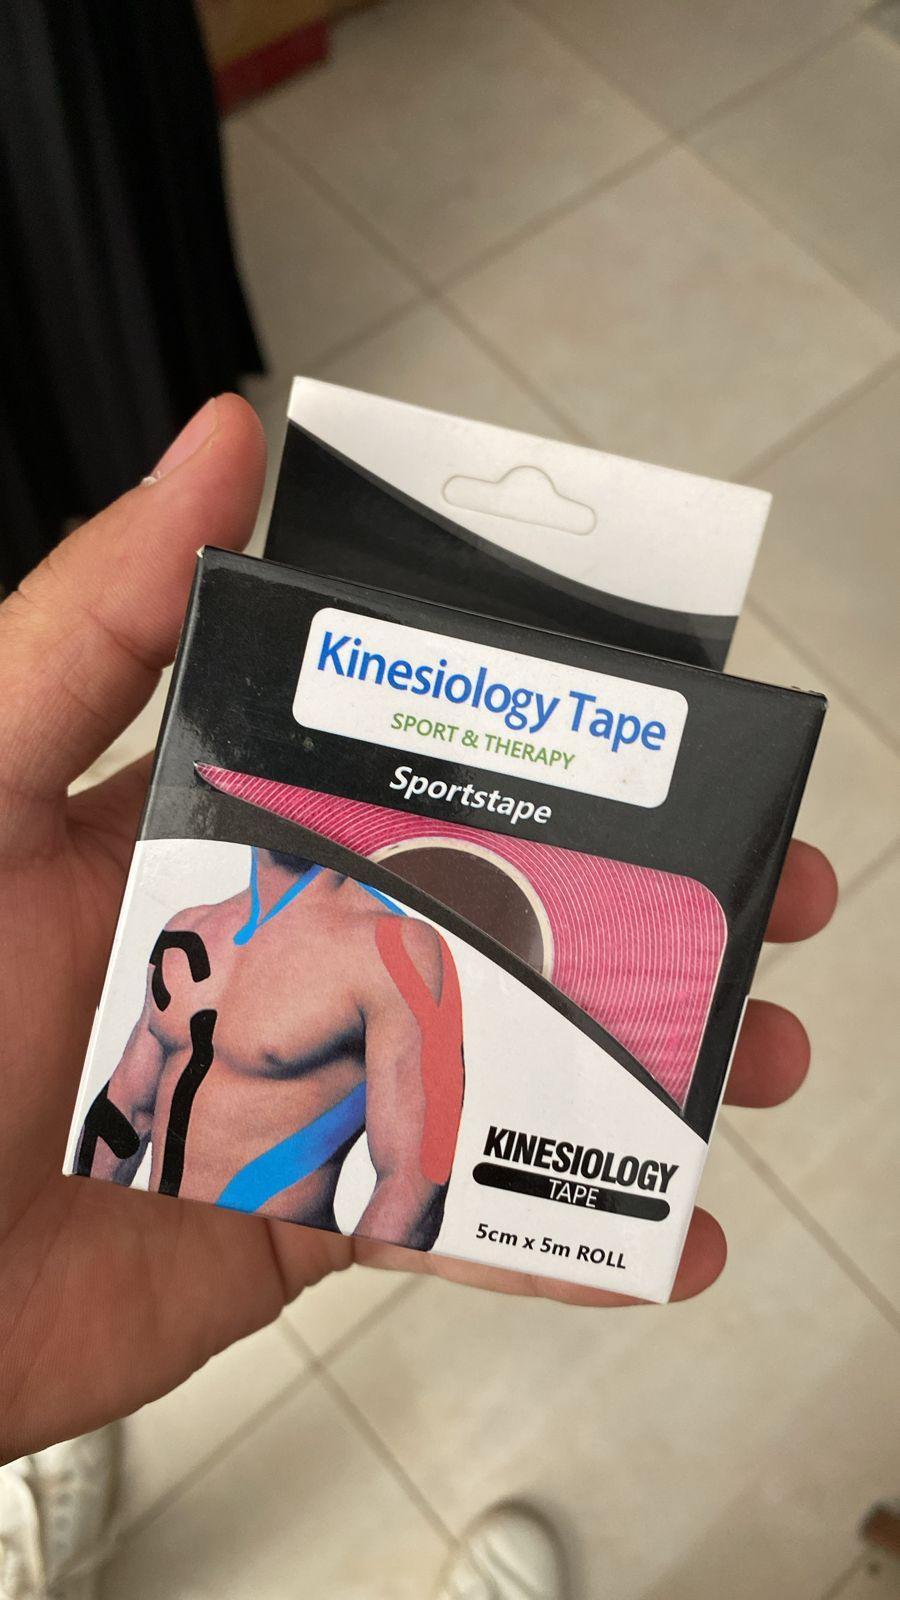 Kinesiology Tape
SPORT & THERAPY
Sportstape
KINESIOLOGY
TAPE
5cm x 5m ROLL